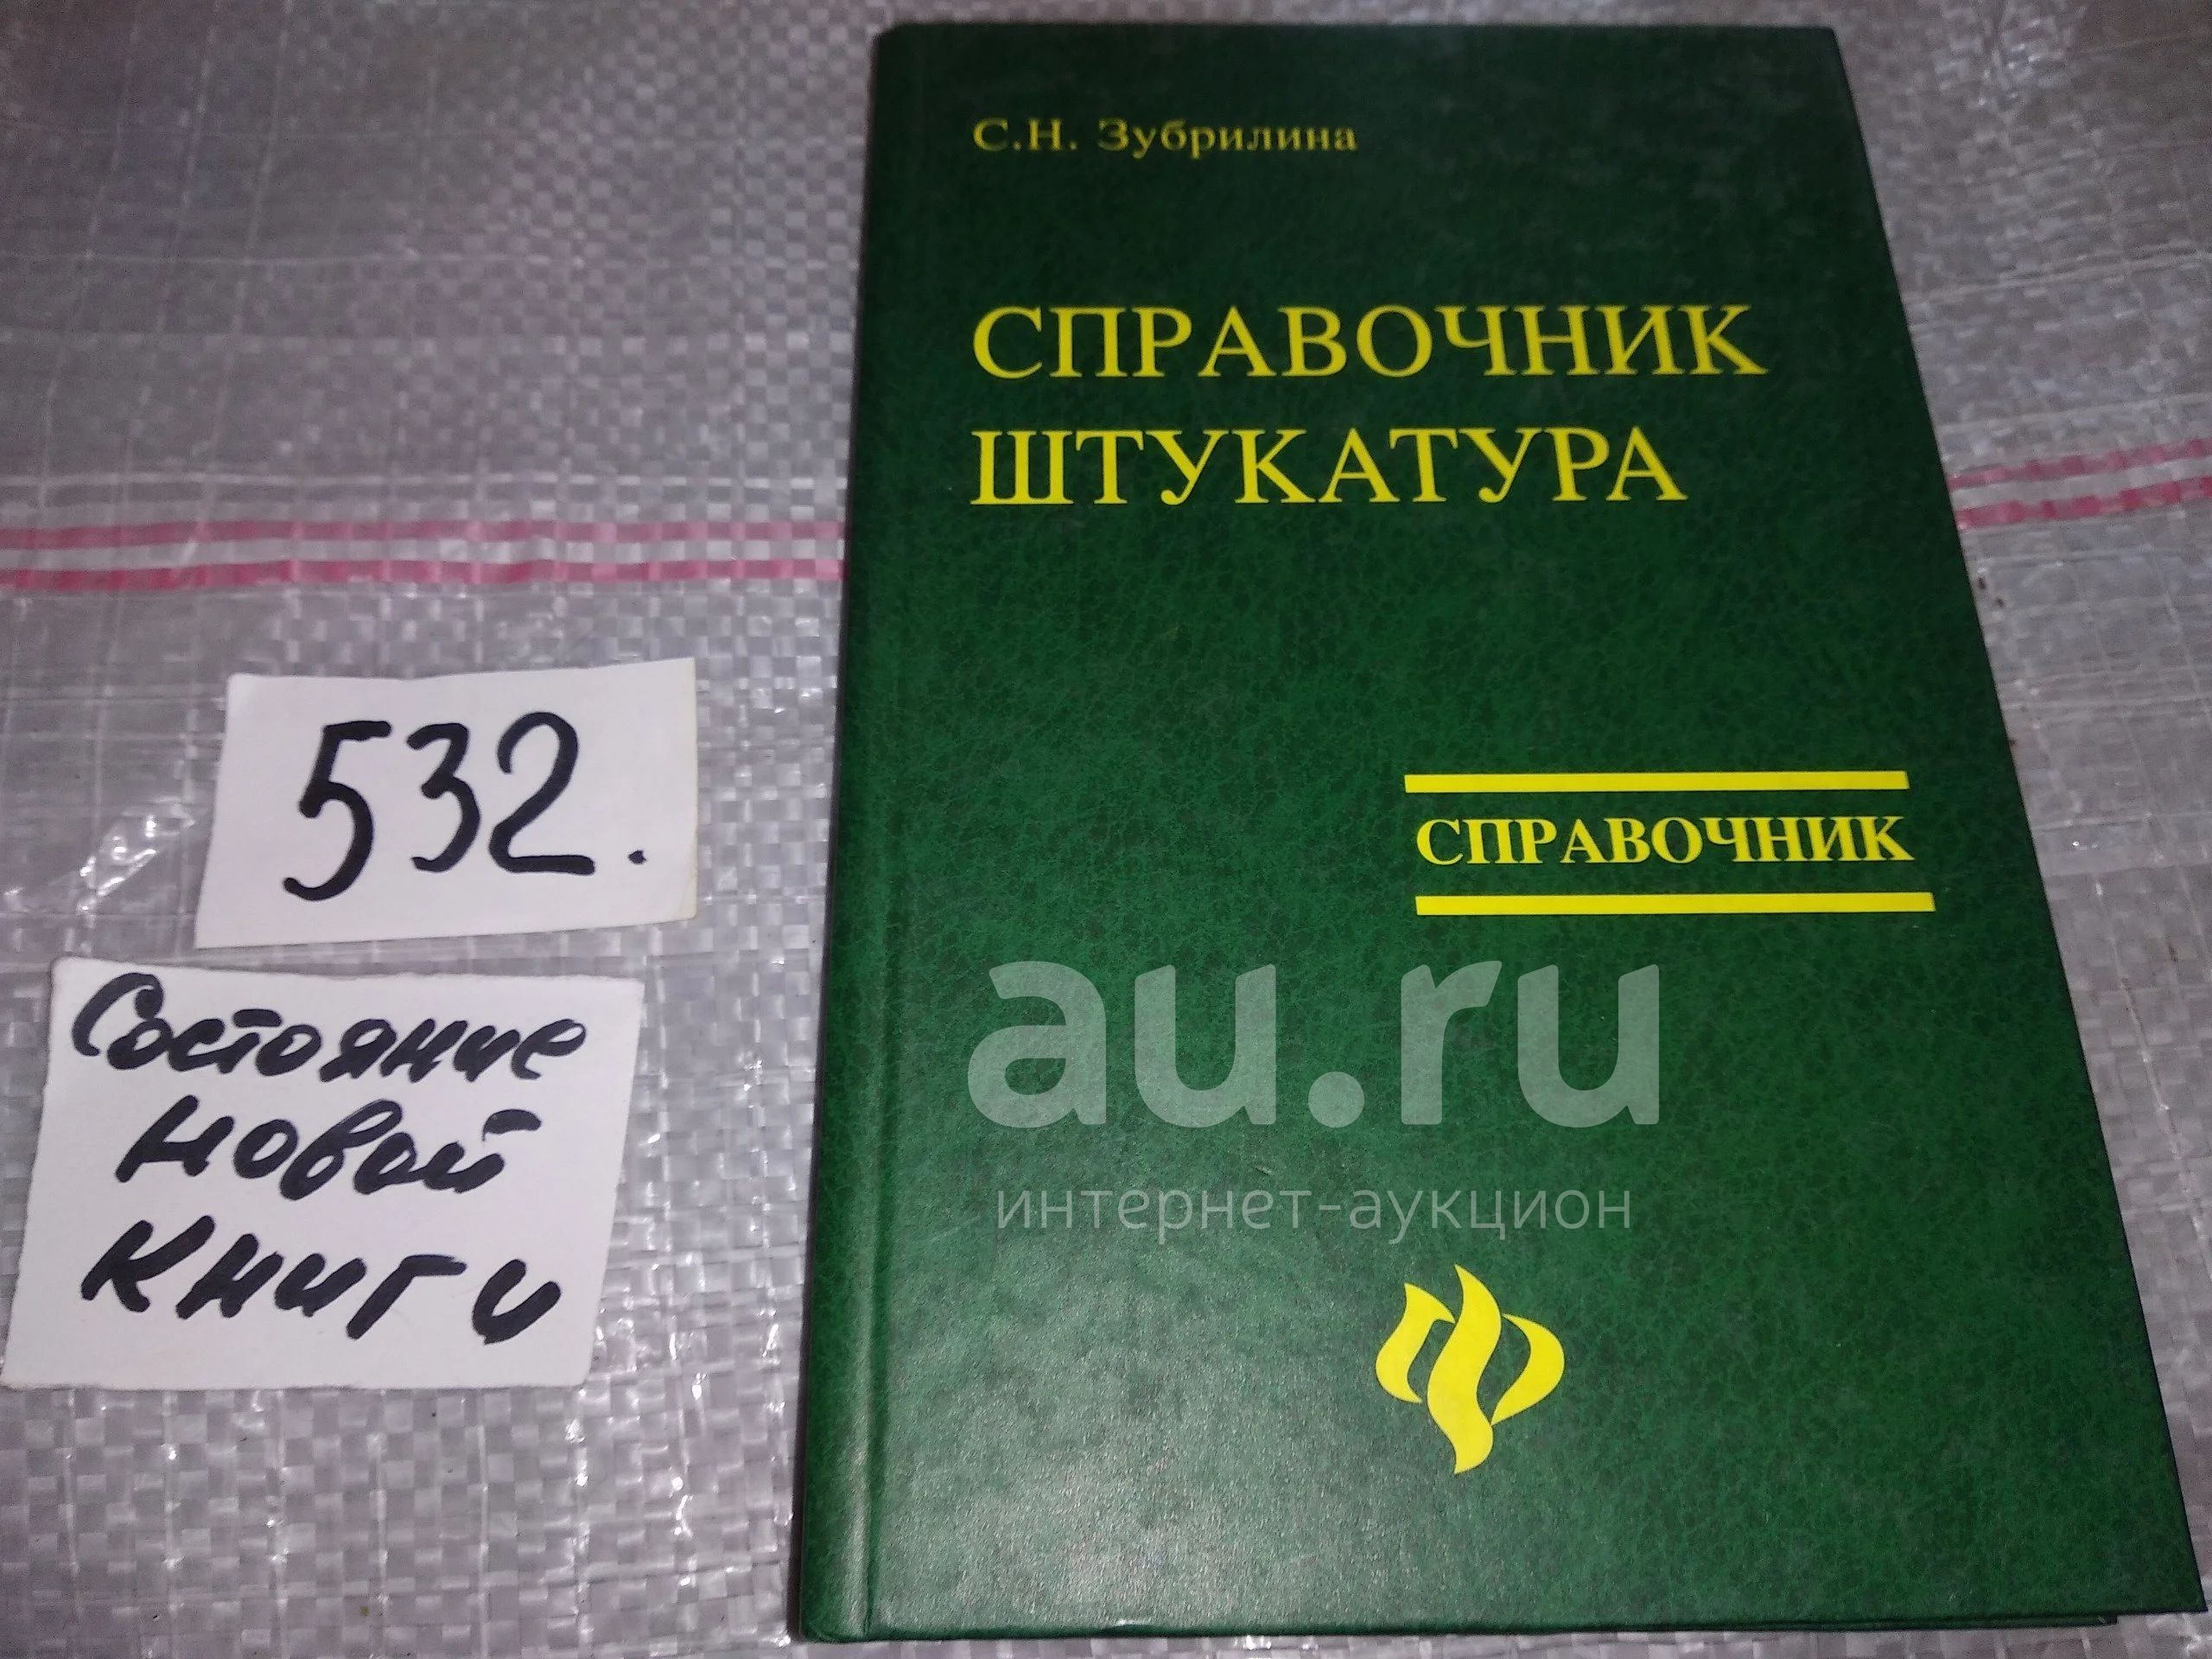 С.Н. Зубрилина
СПРАВОЧНИК
ШТУКАТУРА
СПРАВОЧНИК
532.
Состояние
новой
книги
au.ru
интернет-аукцион